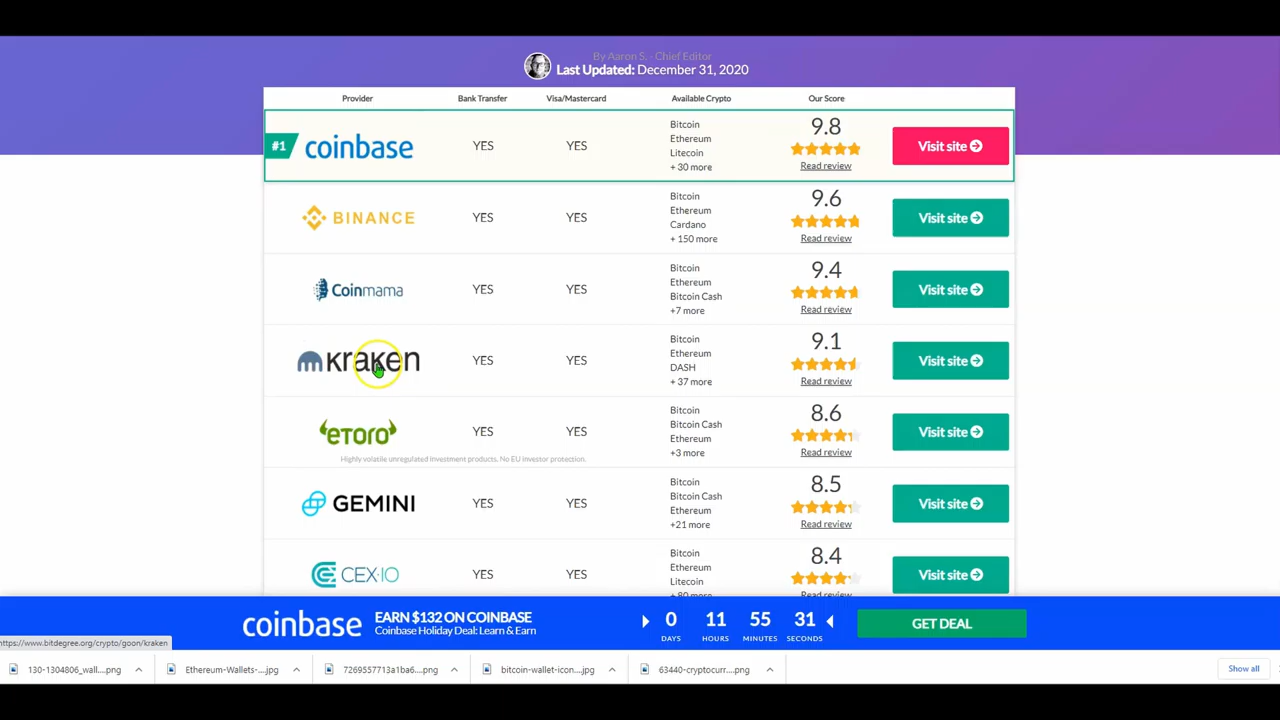 By Aaron S. - Chief Editor
Last Updated: December 31, 2020
Provider Bank Transfer Visa/Mastercard Available Crypto Our Score
#1 coinbase YES YES Bitcoin 9.8 Visit site
Ethereum
Litecoin
+ 30 more Read review
BINANCE YES YES Bitcoin 9.6 Visit site
Ethereum
Cardano
+ 150 more Read review
Coinmama YES YES Bitcoin 9.4 Visit site
Ethereum
Bitcoin Cash
+7 more Read review
kraken YES YES Bitcoin 9.1 Visit site
Ethereum
DASH
+ 37 more Read review
eToro YES YES Bitcoin 8.6 Visit site
Bitcoin Cash
Ethereum
+3 more Read review
Highly volatile unregulated investment products. No EU investor protection.
GEMINI YES YES Bitcoin 8.5 Visit site
Bitcoin Cash
Ethereum
+21 more Read review
CEX.IO YES YES Bitcoin 8.4 Visit site
Ethereum
Litecoin
+ 80 more Read review
coinbase EARN $132 ON COINBASE 0 11 55 31 GET DEAL
Coinbase Holiday Deal: Learn & Earn DAYS HOURS MINUTES SECONDS
https://www.bitdegree.org/crypto/goon/kraken
130-1304806_wall....png Ethereum-Wallets-....jpg 7269557713a1ba6....png bitcoin-wallet-icon....jpg 63440-cryptocurr....png Show all